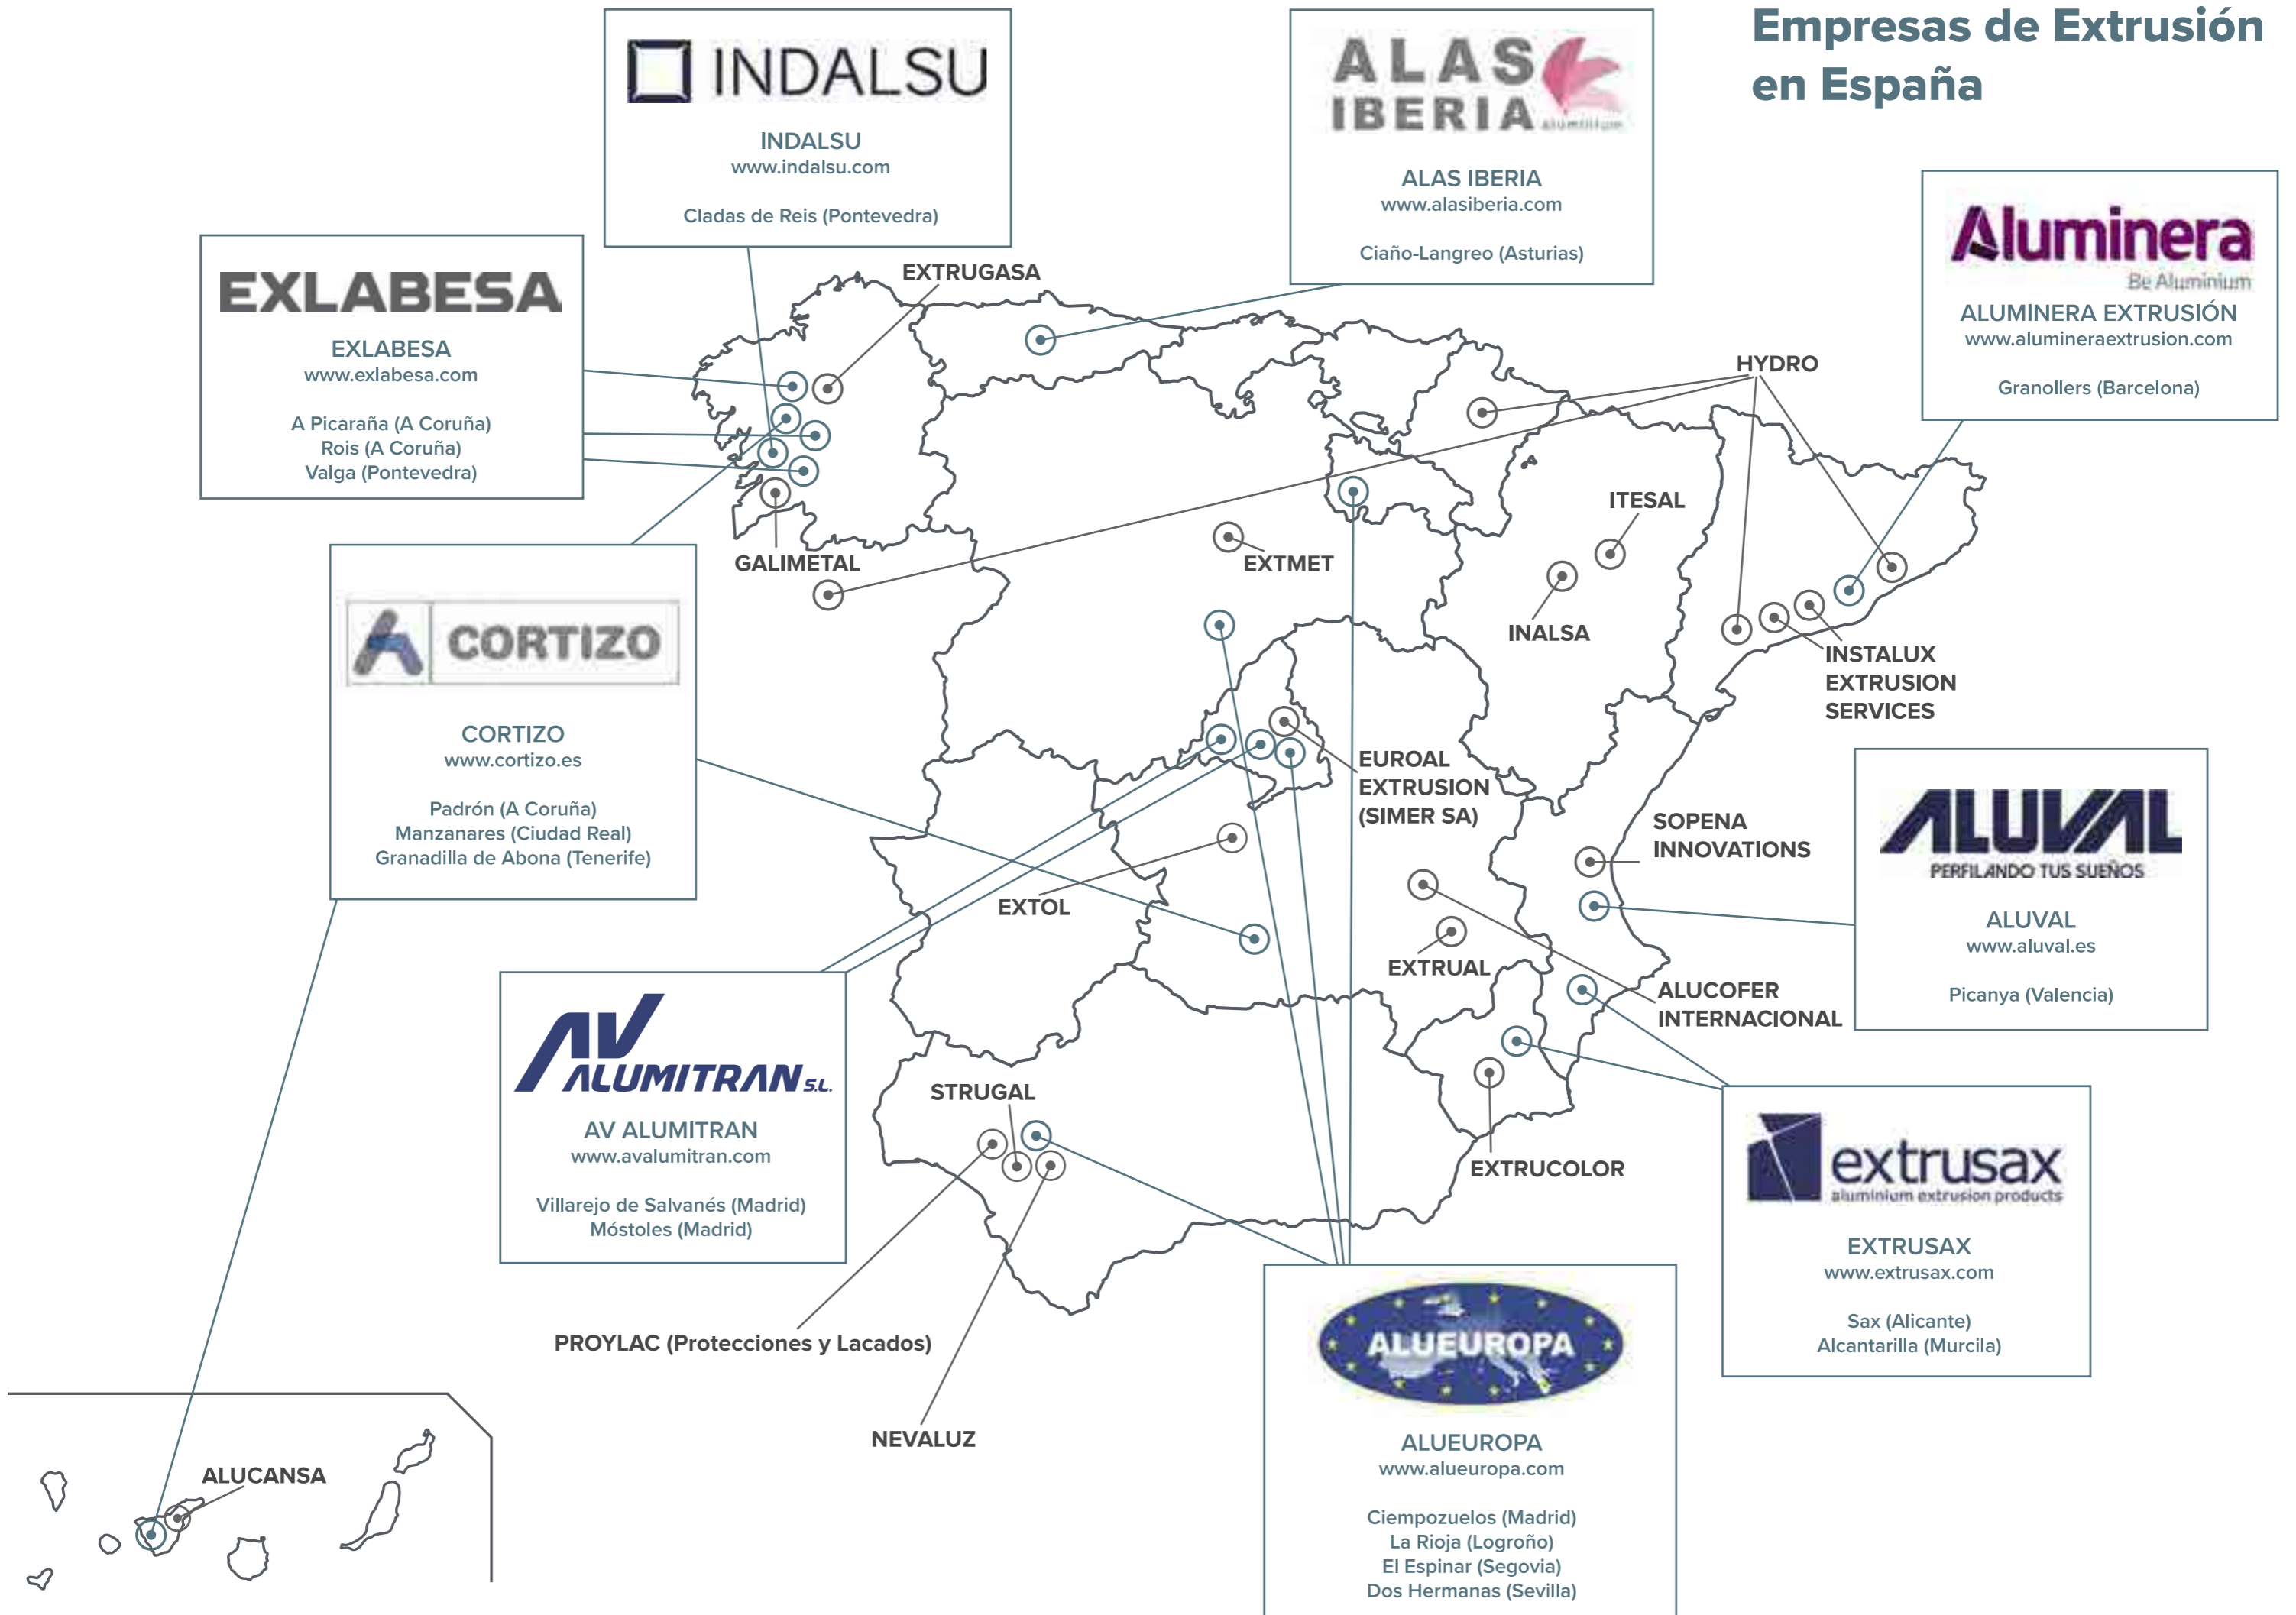 Empresas de Extrusión
en España
INDALSU
INDALSU
www.indalsu.com
Cladas de Reis (Pontevedra)
ALAS
IBERIA
aluminium
ALAS IBERIA
www.alasiberia.com
Ciaño-Langreo (Asturias)
Aluminera
Be Aluminium
ALUMINERA EXTRUSIÓN
www.alumineraextrusion.com
Granollers (Barcelona)
EXLABESA
EXLABESA
www.exlabesa.com
A Picaraña (A Coruña)
Rois (A Coruña)
Valga (Pontevedra)
EXTRUGASA
HYDRO
ITESAL
GALIMETAL
EXTMET
INALSA
INSTALUX
EXTRUSION
SERVICES
CORTIZO
CORTIZO
www.cortizo.es
Padrón (A Coruña)
Manzanares (Ciudad Real)
Granadilla de Abona (Tenerife)
EUROAL
EXTRUSION
(SIMER SA)
SOPENA
INNOVATIONS
ALUVAL
PERFILANDO TUS SUEÑOS
ALUVAL
www.aluval.es
Picanya (Valencia)
EXTOL
EXTRUAL
ALUCOFER
INTERNACIONAL
AV
ALUMITRAN S.L.
AV ALUMITRAN
www.avalumitran.com
Villarejo de Salvanés (Madrid)
Móstoles (Madrid)
STRUGAL
EXTRUCOLOR
extrusax
aluminium extrusion products
EXTRUSAX
www.extrusax.com
Sax (Alicante)
Alcantarilla (Murcila)
PROYLAC (Protecciones y Lacados)
NEVALUZ
ALUEUROPA
ALUEUROPA
www.alueuropa.com
Ciempozuelos (Madrid)
La Rioja (Logroño)
El Espinar (Segovia)
Dos Hermanas (Sevilla)
ALUCANSA